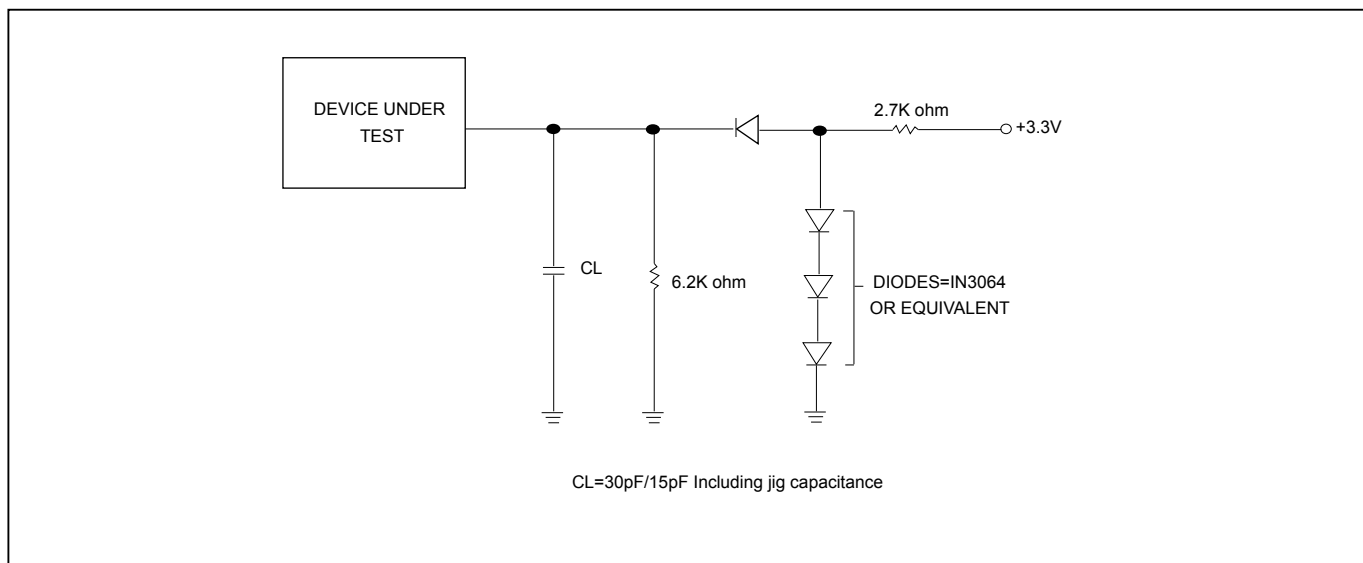 DEVICE UNDER
TEST
2.7K ohm
+3.3V
CL
6.2K ohm
DIODES=IN3064
OR EQUIVALENT
CL=30pF/15pF Including jig capacitance